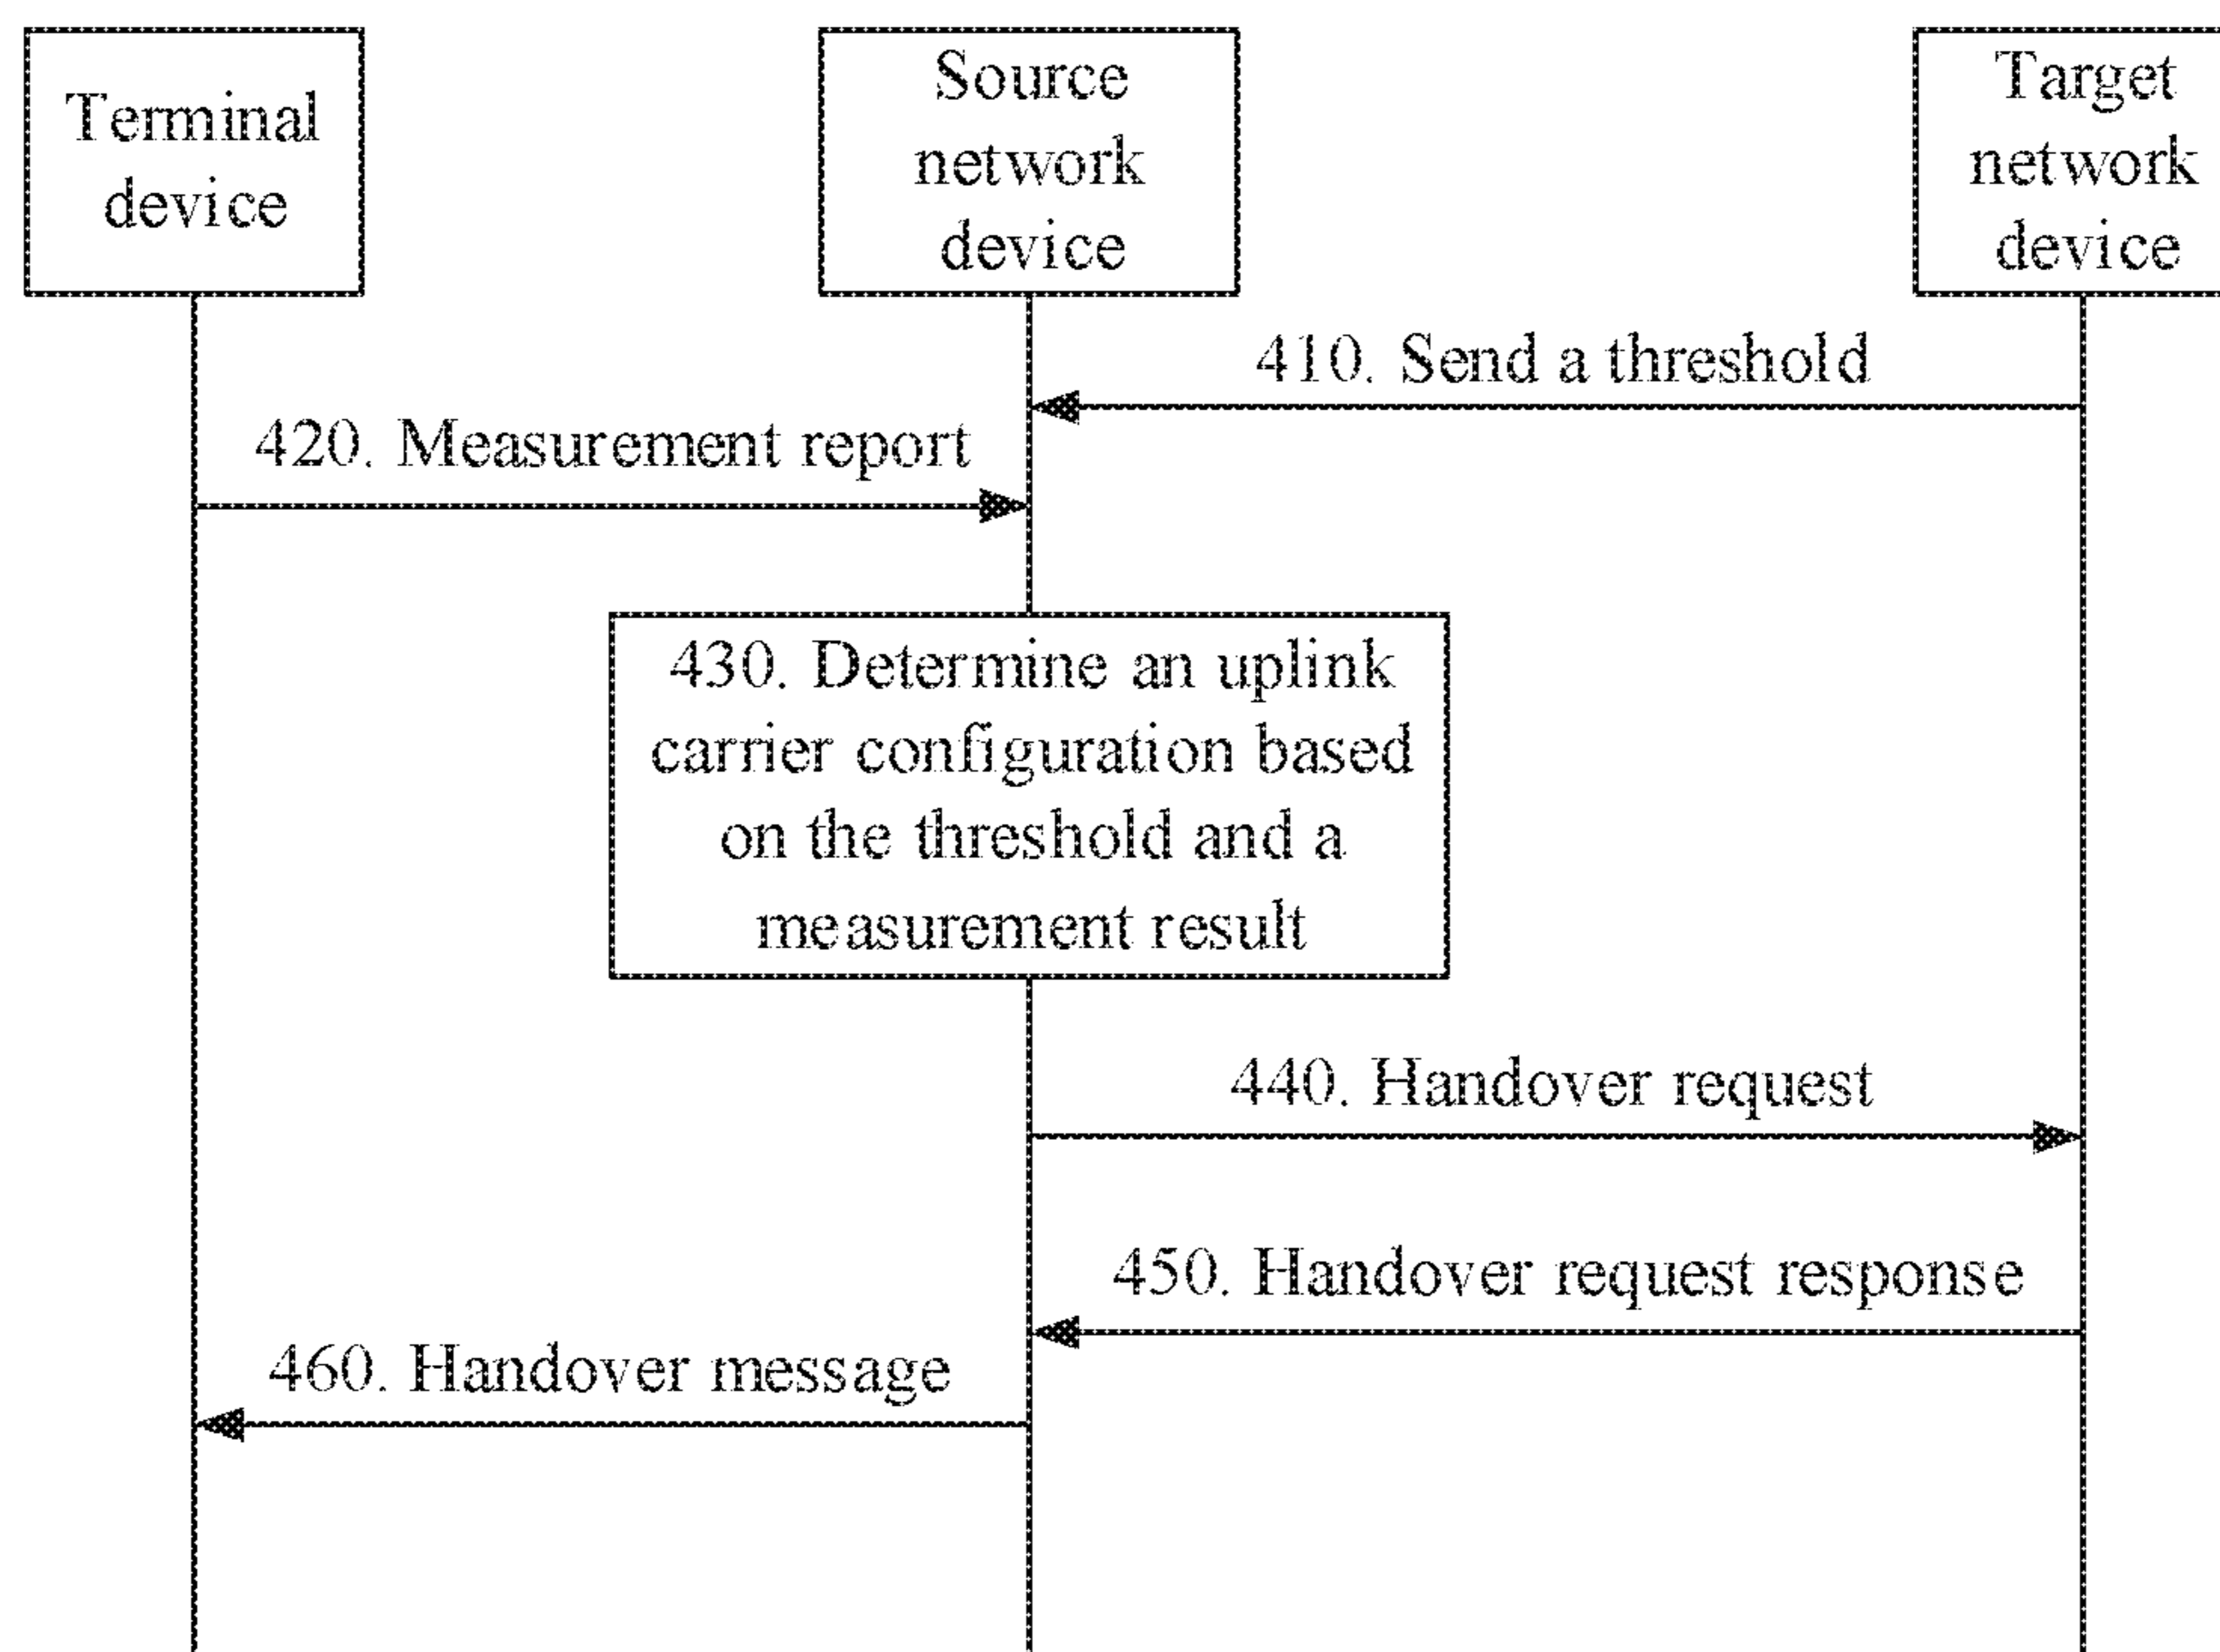 Terminal
device
Source
network
device
Target
network
device
410. Send a threshold
420. Measurement report
430. Determine an uplink
carrier configuration based
on the threshold and a
measurement result
440. Handover request
450. Handover request response
460. Handover message